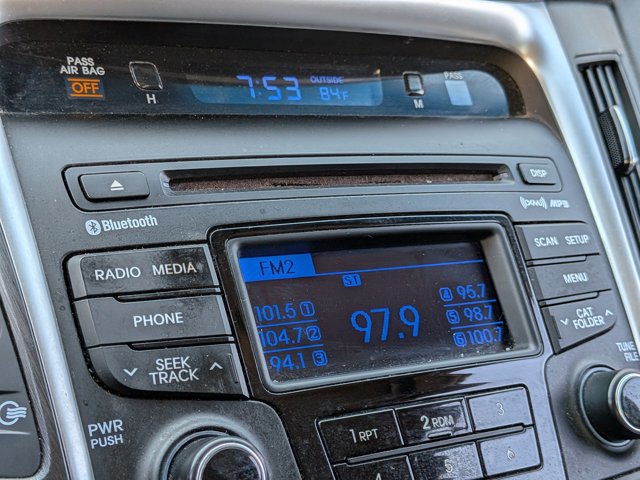 PASS
AIR BAG
OFF
H
7:53
OUTSIDE
84°F
M
PASS
DISP
Bluetooth
MP3
RADIO MEDIA
PHONE
SEEK
TRACK
PWR
PUSH
FM2
ST
101.5 1
104.7 2
94.1 3
97.9
4 95.7
5 98.7
6 100.7
SCAN SETUP
MENU
CAT
FOLDER
TUNE
FILE
1 RPT
2 RDM
3
4
5
6